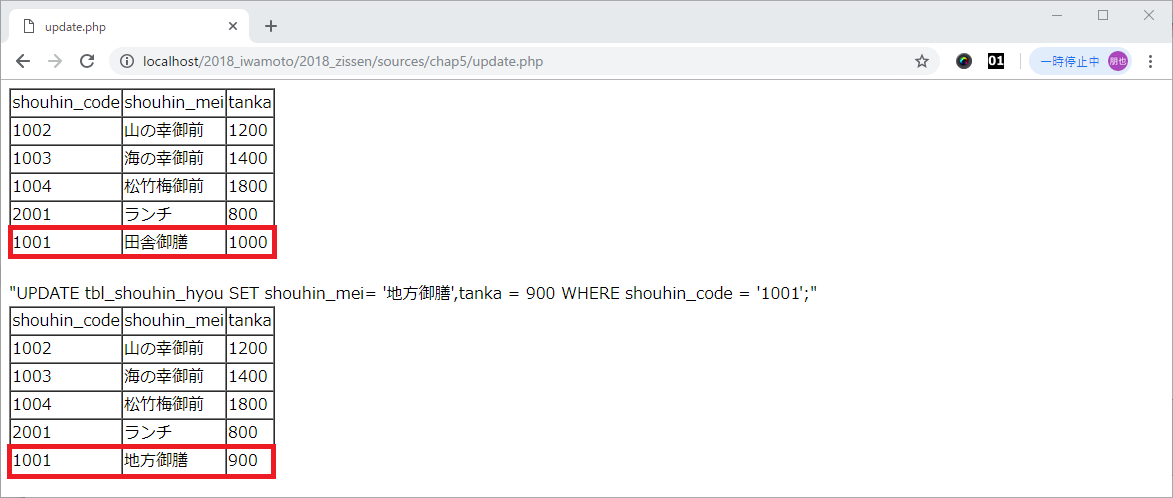 update.php
localhost/2018_iwamoto/2018_zissen/sources/chap5/update.php 01 一時停止中 朋也
shouhin_code shouhin_mei tanka
1002 山の幸御前 1200
1003 海の幸御前 1400
1004 松竹梅御前 1800
2001 ランチ 800
1001 田舎御膳 1000
"UPDATE tbl_shouhin_hyou SET shouhin_mei= '地方御膳',tanka = 900 WHERE shouhin_code = '1001';"
shouhin_code shouhin_mei tanka
1002 山の幸御前 1200
1003 海の幸御前 1400
1004 松竹梅御前 1800
2001 ランチ 800
1001 地方御膳 900